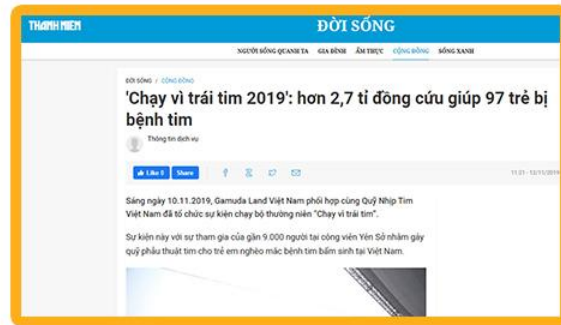 THANH NIÊN
ĐỜI SỐNG
NGƯỜI SỐNG QUANH TA GIA ĐÌNH ẨM THỰC CỘNG ĐỒNG SỐNG XANH
ĐỜI SỐNG / CỘNG ĐỒNG
'Chạy vì trái tim 2019': hơn 2,7 tỉ đồng cứu giúp 97 trẻ bị
bệnh tim
Thông tin dịch vụ
Like 0 Share
11:21 - 12/11/2019
Sáng ngày 10.11.2019, Gamuda Land Việt Nam phối hợp cùng Quỹ Nhịp Tim
Việt Nam đã tổ chức sự kiện chạy bộ thường niên "Chạy vì trái tim".
Sự kiện này với sự tham gia của gần 9.000 người tại công viên Yên Sở nhằm gây
quỹ phẫu thuật tim cho trẻ em nghèo mắc bệnh tim bẩm sinh tại Việt Nam.